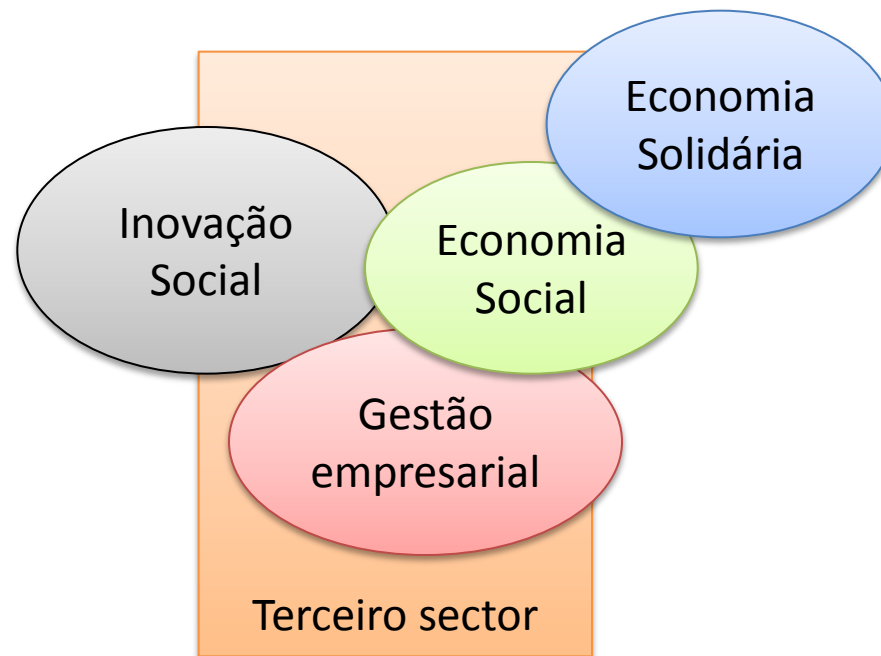 Economia
Solidária
Inovação
Social
Economia
Social
Gestão
empresarial
Terceiro sector